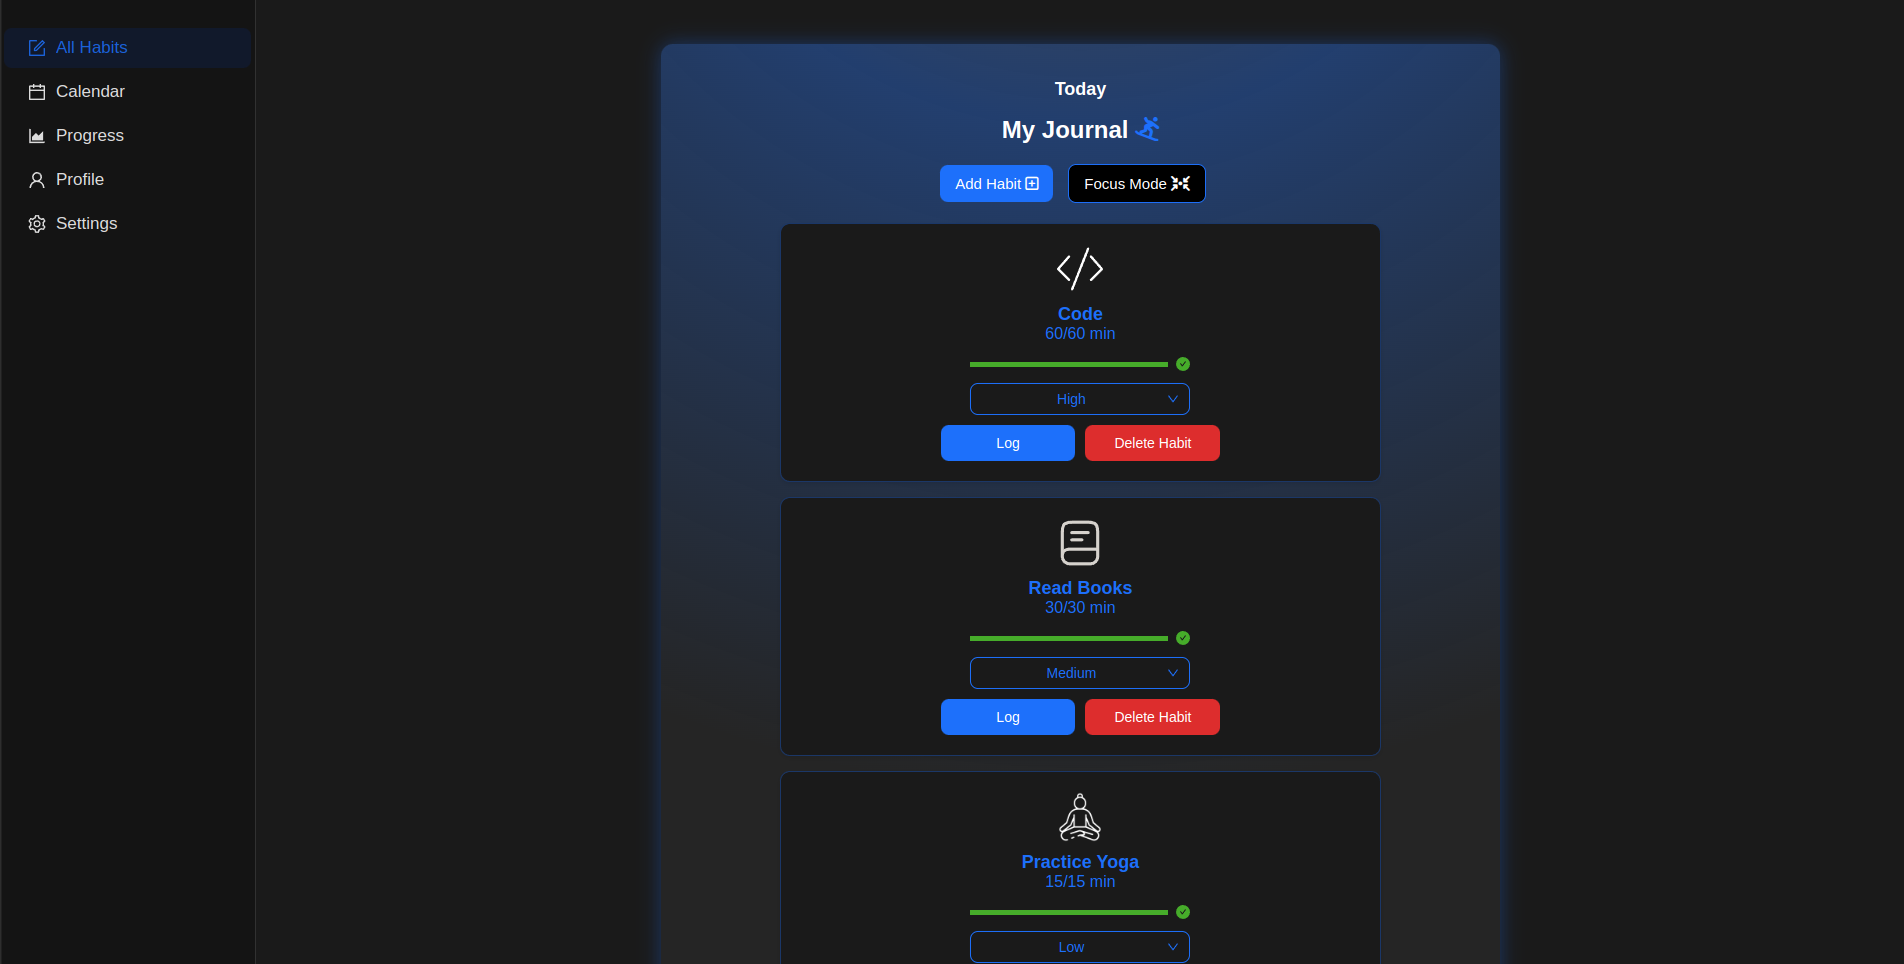 All Habits
Calendar
Progress
Profile
Settings
Today
My Journal
Add Habit
Focus Mode
Code
60/60 min
High
Log
Delete Habit
Read Books
30/30 min
Medium
Log
Delete Habit
Practice Yoga
15/15 min
Low